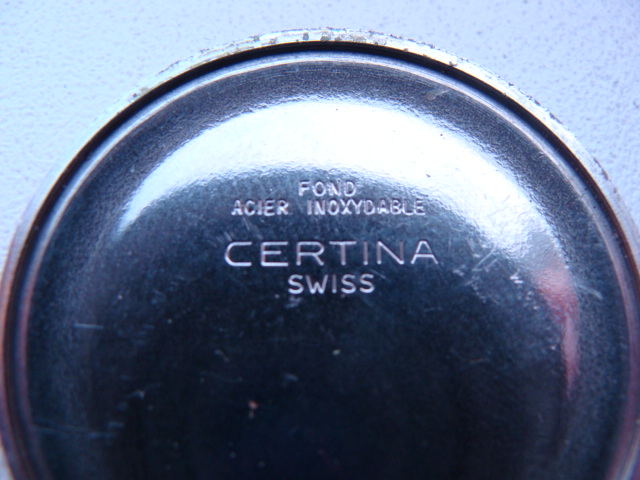 FOND
ACIER INOXYDABLE
CERTINA
SWISS